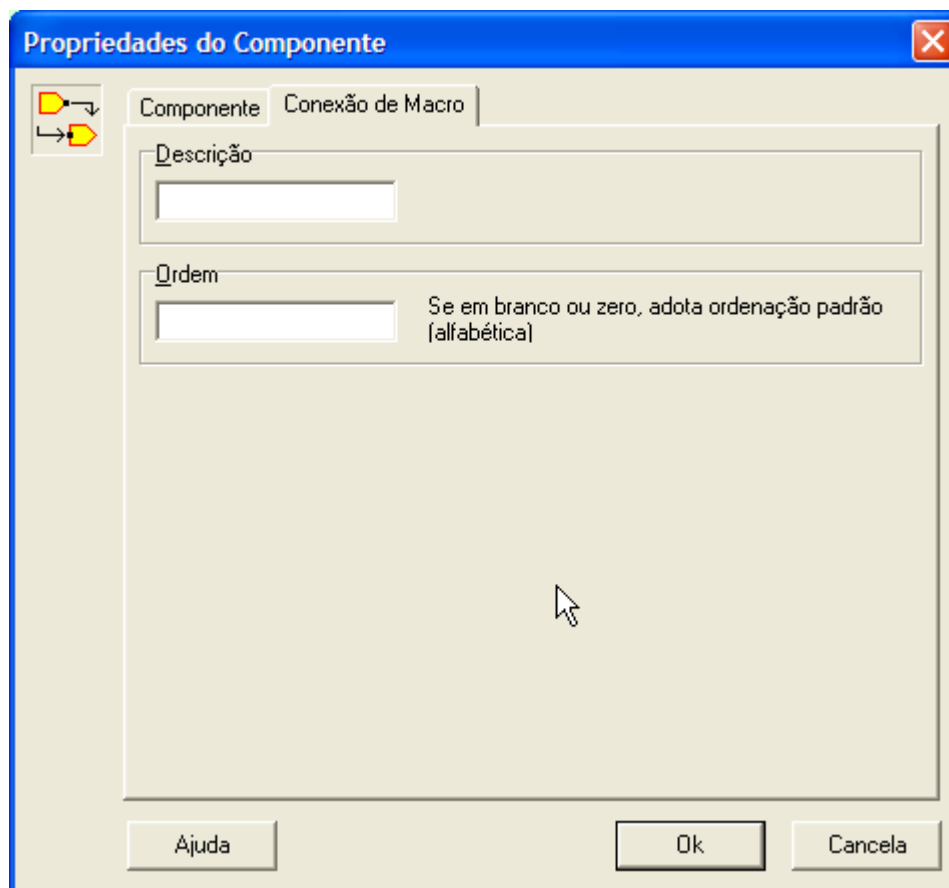 Propriedades do Componente
Componente
Conexão de Macro
Descrição
Ordem
Se em branco ou zero, adota ordenação padrão
(alfabética)
Ajuda
Ok
Cancela